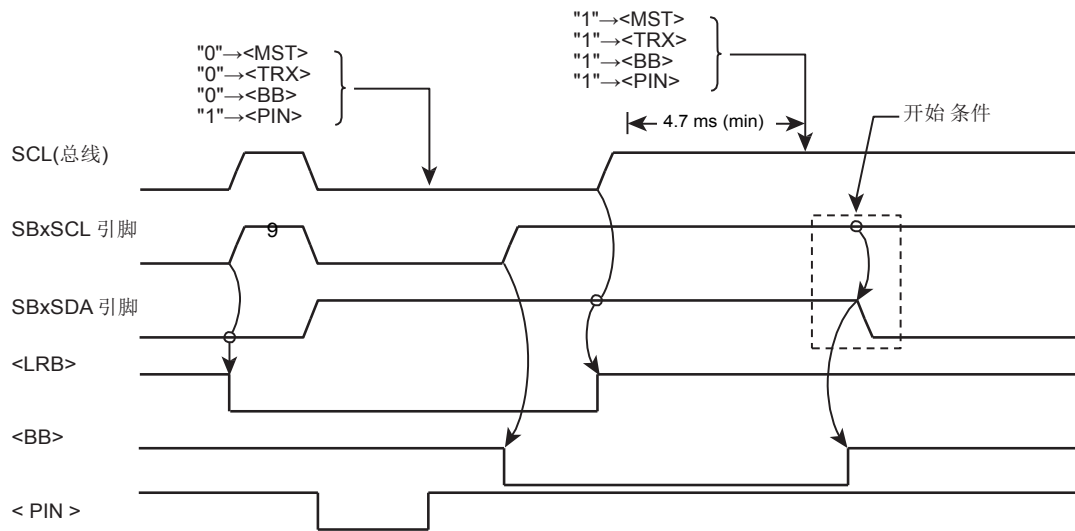 "0"→<MST>
"0"→<TRX>
"0"→<BB>
"1"→<PIN>
"1"→<MST>
"1"→<TRX>
"1"→<BB>
"1"→<PIN>
4.7 ms (min)
开始 条件
SCL(总线)
SBxSCL 引脚
9
SBxSDA 引脚
<LRB>
<BB>
< PIN >